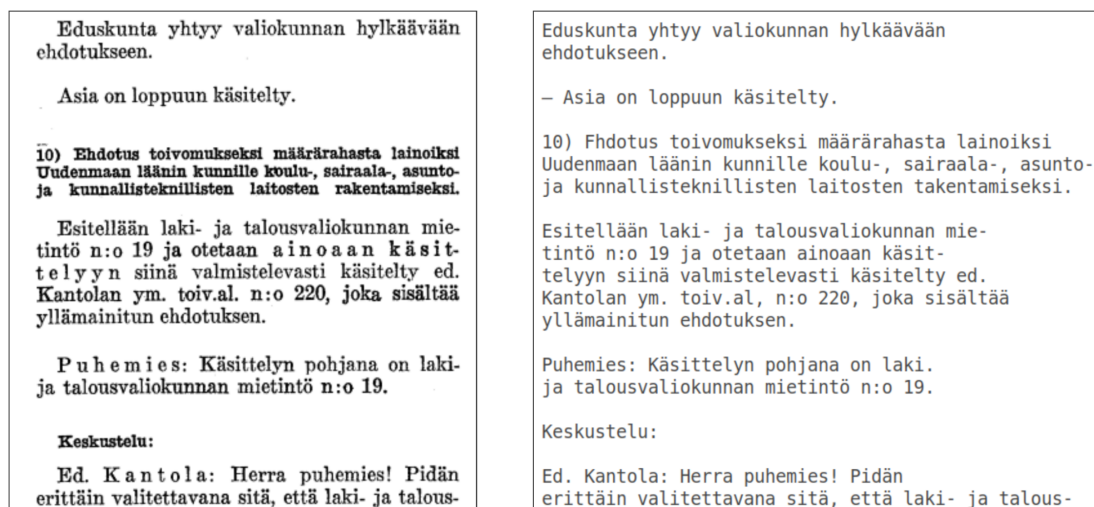 Eduskunta yhtyy valiokunnan hylkäävään
ehdotukseen.
Asia on loppuun käsitelty.
10) Ehdotus toivomukseksi määrärahasta lainoiksi
Uudenmaan läänin kunnille koulu-, sairaala-, asunto-
ja kunnallisteknillisten laitosten rakentamiseksi.
Esitellään laki- ja talousvaliokunnan mie-
tintö n:o 19 ja otetaan ainoaan käsit-
telyyn siinä valmistelevasti käsitelty ed.
Kantolan ym. toiv.al. n:o 220, joka sisältää
yllämainitun ehdotuksen.
Puhemies: Käsittelyn pohjana on laki-
ja talousvaliokunnan mietintö n:o 19.
Keskustelu:
Ed. Kantola: Herra puhemies! Pidän
erittäin valitettavana sitä, että laki- ja talous-
Eduskunta yhtyy valiokunnan hylkäävään
ehdotukseen.
— Asia on loppuun käsitelty.
10) Fhdotus toivomukseksi määrärahasta lainoiksi
Uudenmaan läänin kunnille koulu-, sairaala-, asunto-
ja kunnallisteknillisten laitosten takentamiseksi.
Esitellään laki- ja talousvaliokunnan mie-
tintö n:o 19 ja otetaan ainoaan käsit-
telyyn siinä valmistelevasti käsitelty ed.
Kantolan ym. toiv.al, n:o 220, joka sisältää
yllämainitun ehdotuksen.
Puhemies: Käsittelyn pohjana on laki.
ja talousvaliokunnan mietintö n:o 19.
Keskustelu:
Ed. Kantola: Herra puhemies! Pidän
erittäin valitettavana sitä, että laki- ja talous-